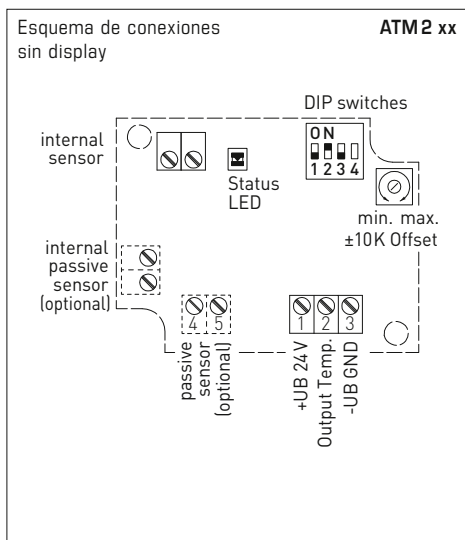 Esquema de conexiones
sin display
ATM 2 xx
DIP switches
ON
1 2 3 4
internal
sensor
Status
LED
min. max.
±10K Offset
internal
passive
sensor
(optional)
4 5
passive
sensor
(optional)
1 2 3
+UB 24 V
Output Temp.
-UB GND